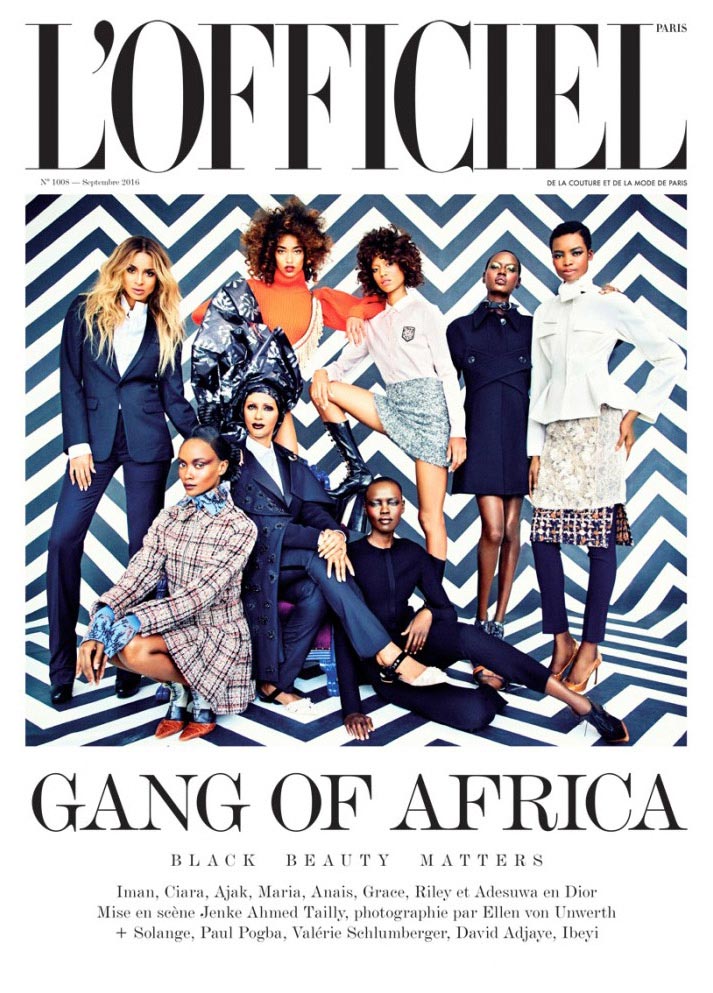 L'OFFICIEL
PARIS
Nº 1008 — Septembre 2016
DE LA COUTURE ET DE LA MODE DE PARIS
GANG OF AFRICA
BLACK BEAUTY MATTERS
Iman, Ciara, Ajak, Maria, Anais, Grace, Riley et Adesuwa en Dior
Mise en scène Jenke Ahmed Tailly, photographie par Ellen von Unwerth
+ Solange, Paul Pogba, Valérie Schlumberger, David Adjaye, Ibeyi